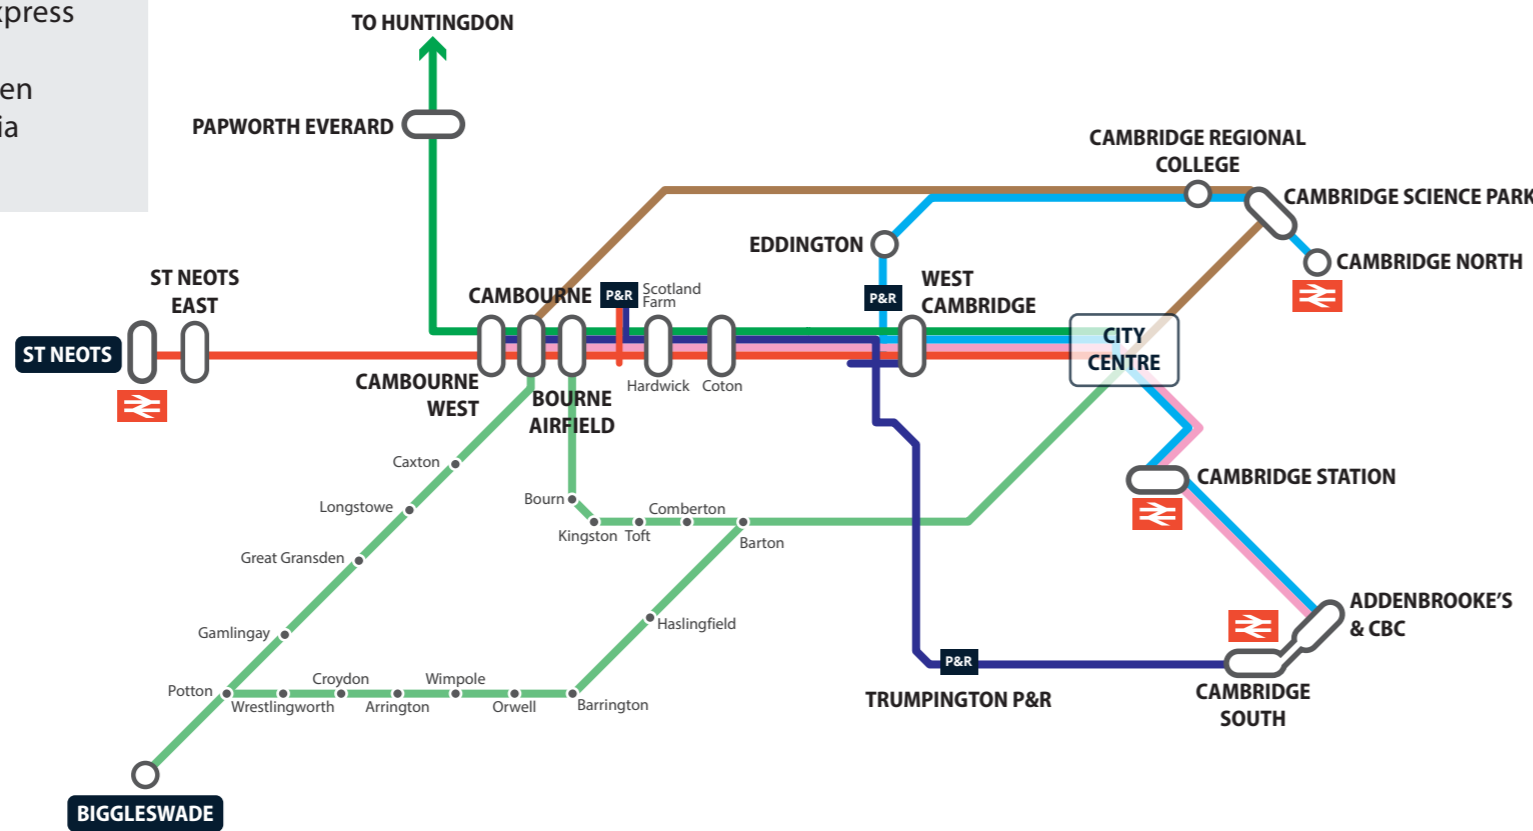 xpress
en
ia
TO HUNTINGDON
PAPWORTH EVERARD
CAMBRIDGE REGIONAL
COLLEGE
CAMBRIDGE SCIENCE PARK
EDDINGTON
CAMBRIDGE NORTH
ST NEOTS
EAST
CAMBOURNE
P&R
Scotland
Farm
P&R
WEST
CAMBRIDGE
ST NEOTS
CITY
CENTRE
CAMBOURNE
WEST
BOURNE
AIRFIELD
Hardwick
Coton
Caxton
Longstowe
Great Gransden
Gamlingay
Potton
Bourn
Kingston
Toft
Comberton
Barton
CAMBRIDGE STATION
Haslingfield
ADDENBROOKE’S
& CBC
Wrestlingworth
Croydon
Arrington
Wimpole
Orwell
Barrington
P&R
TRUMPINGTON P&R
CAMBRIDGE
SOUTH
BIGGLESWADE